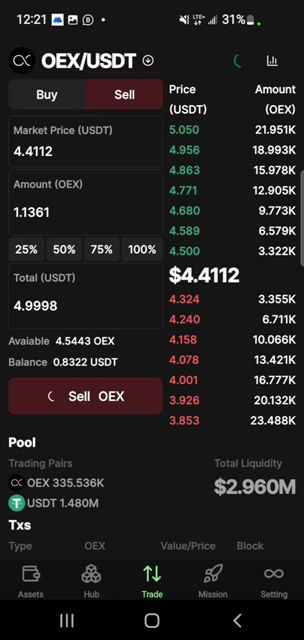 12:21
LTE+
31%
OEX/USDT
Buy
Sell
Market Price (USDT)
4.4112
Amount (OEX)
1.1361
25%
50%
75%
100%
Total (USDT)
4.9998
Avaiable 4.5443 OEX
Balance 0.8322 USDT
Sell OEX
Price (USDT)
Amount (OEX)
5.050 21.951K
4.956 18.993K
4.863 15.978K
4.771 12.905K
4.680 9.773K
4.589 6.579K
4.500 3.322K
$4.4112
4.324 3.355K
4.240 6.711K
4.158 10.066K
4.078 13.421K
4.001 16.777K
3.926 20.132K
3.853 23.488K
Pool
Trading Pairs
Total Liquidity
OEX 335.536K
USDT 1.480M
$2.960M
Txs
Type OEX Value/Price Block
Assets Hub Trade Mission Setting